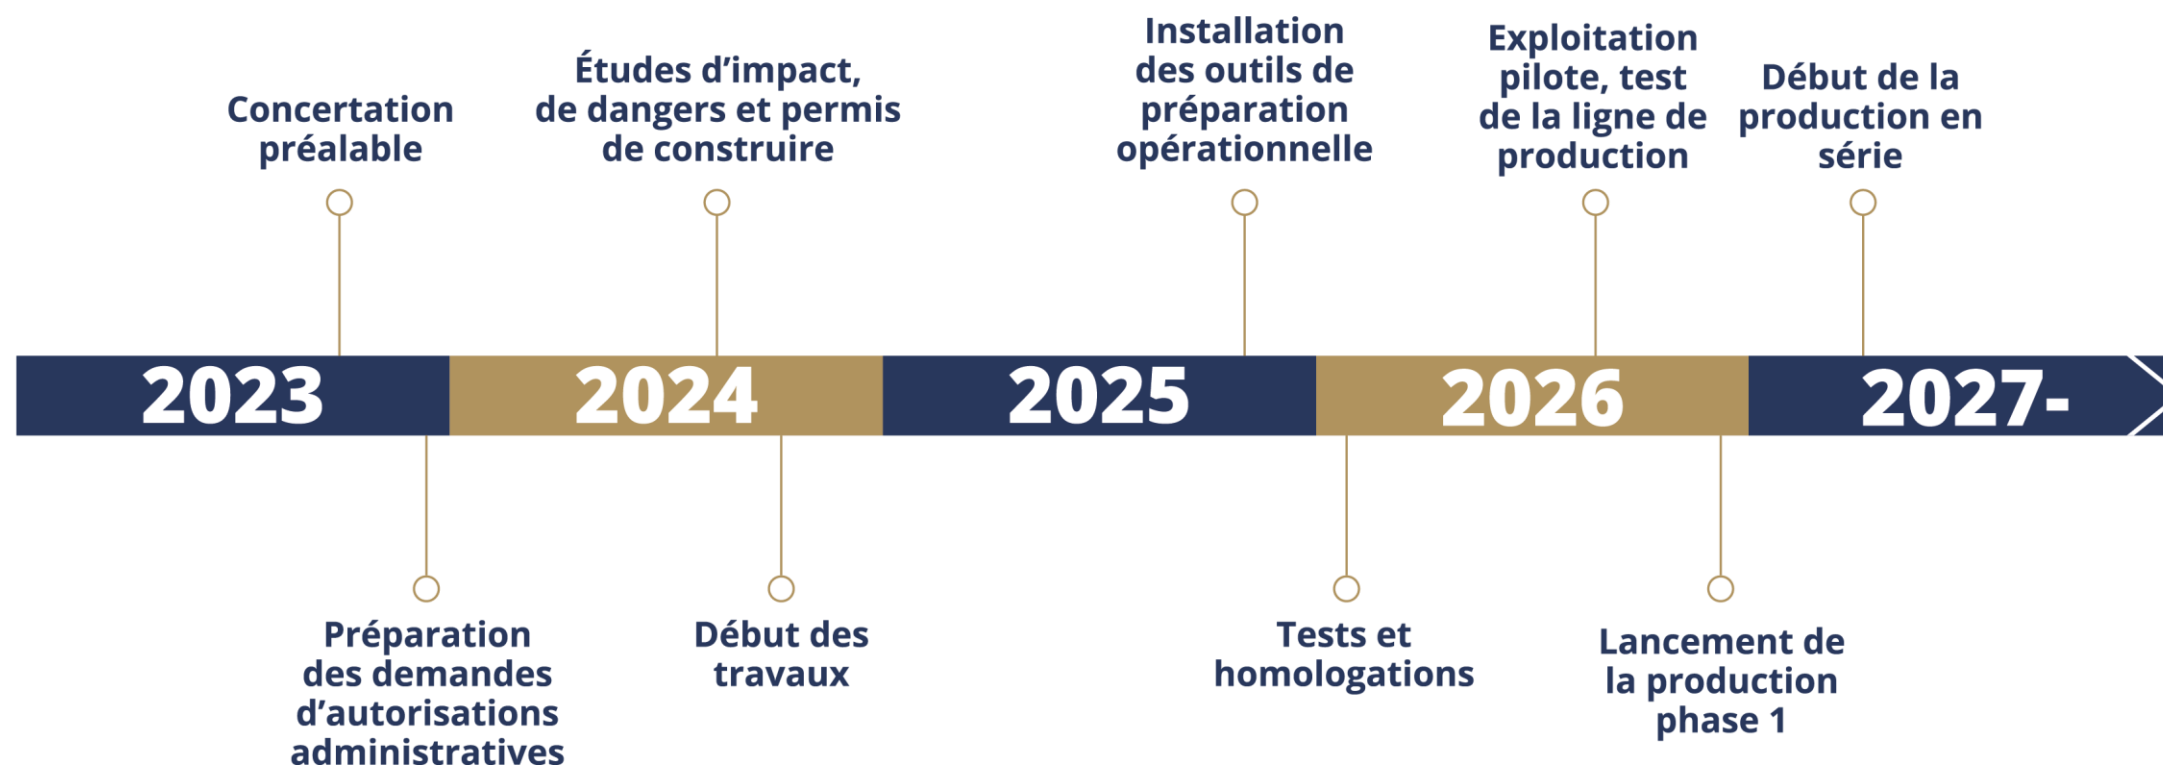 Concertation
préalable
Études d’impact,
de dangers et permis
de construire
Installation
des outils de
préparation
opérationnelle
Exploitation
pilote, test
de la ligne de
production
Début de la
production en
série
2023
2024
2025
2026
2027-
Préparation
des demandes
d’autorisations
administratives
Début des
travaux
Tests et
homologations
Lancement de
la production
phase 1